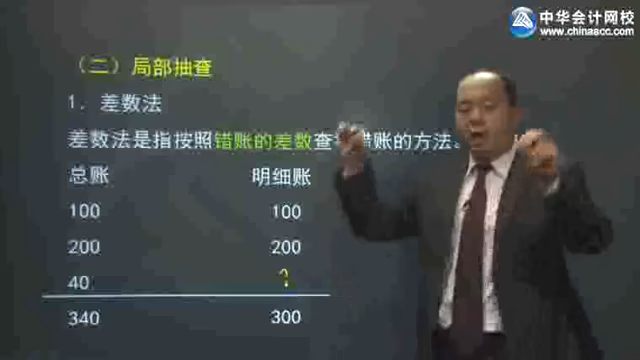 中华会计网校
www.chinaacc.com
(二)局部抽查
1. 差数法
差数法是指按照错账的差数查 错账的方法。
总账 明细账
100 100
200 200
40 ?
340 300